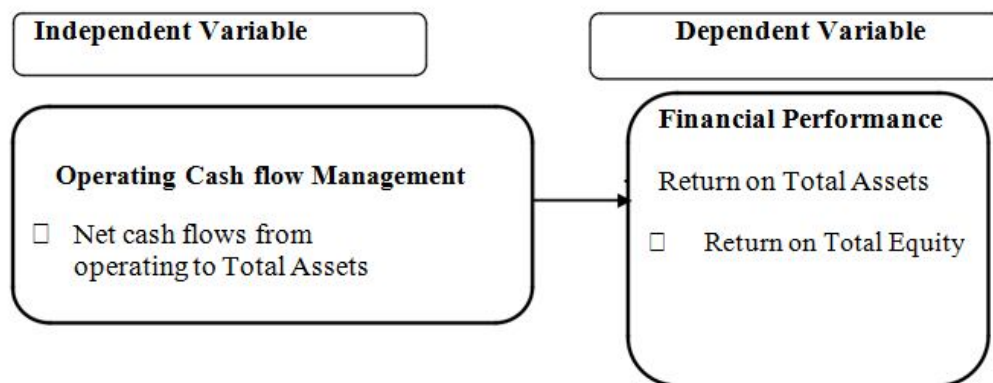 Independent Variable
Dependent Variable
Operating Cash flow Management
□ Net cash flows from
operating to Total Assets
Financial Performance
Return on Total Assets
□ Return on Total Equity